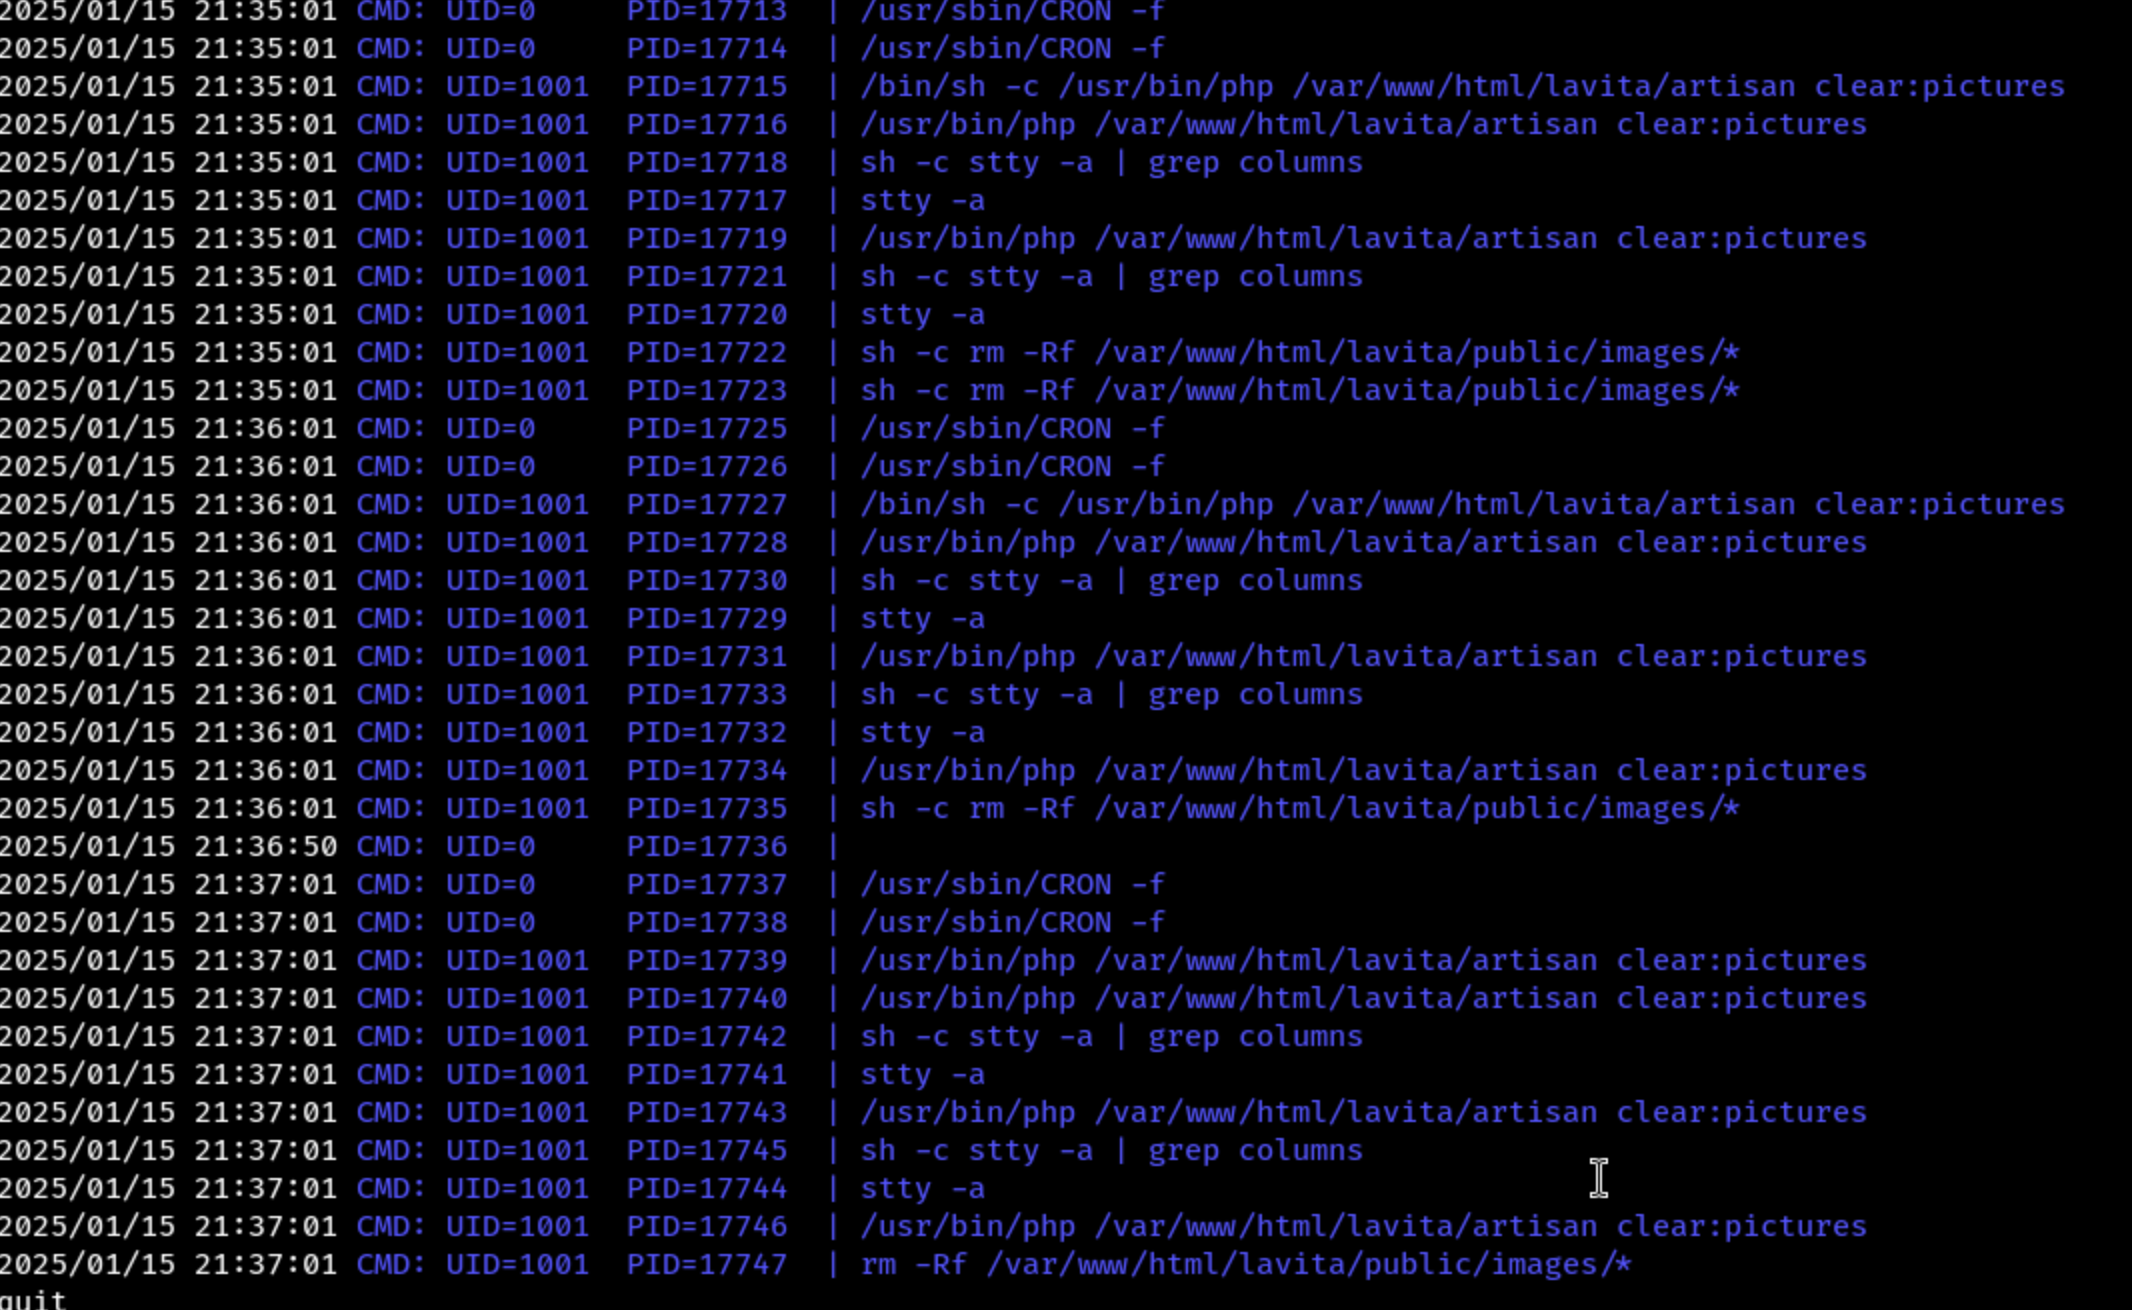 2025/01/15 21:35:01 CMD: UID=0     PID=17713  | /usr/sbin/CRON -f
2025/01/15 21:35:01 CMD: UID=0     PID=17714  | /usr/sbin/CRON -f
2025/01/15 21:35:01 CMD: UID=1001  PID=17715  | /bin/sh -c /usr/bin/php /var/www/html/lavita/artisan clear:pictures
2025/01/15 21:35:01 CMD: UID=1001  PID=17716  | /usr/bin/php /var/www/html/lavita/artisan clear:pictures
2025/01/15 21:35:01 CMD: UID=1001  PID=17718  | sh -c stty -a | grep columns
2025/01/15 21:35:01 CMD: UID=1001  PID=17717  | stty -a
2025/01/15 21:35:01 CMD: UID=1001  PID=17719  | /usr/bin/php /var/www/html/lavita/artisan clear:pictures
2025/01/15 21:35:01 CMD: UID=1001  PID=17721  | sh -c stty -a | grep columns
2025/01/15 21:35:01 CMD: UID=1001  PID=17720  | stty -a
2025/01/15 21:35:01 CMD: UID=1001  PID=17722  | sh -c rm -Rf /var/www/html/lavita/public/images/*
2025/01/15 21:35:01 CMD: UID=1001  PID=17723  | sh -c rm -Rf /var/www/html/lavita/public/images/*
2025/01/15 21:36:01 CMD: UID=0     PID=17725  | /usr/sbin/CRON -f
2025/01/15 21:36:01 CMD: UID=0     PID=17726  | /usr/sbin/CRON -f
2025/01/15 21:36:01 CMD: UID=1001  PID=17727  | /bin/sh -c /usr/bin/php /var/www/html/lavita/artisan clear:pictures
2025/01/15 21:36:01 CMD: UID=1001  PID=17728  | /usr/bin/php /var/www/html/lavita/artisan clear:pictures
2025/01/15 21:36:01 CMD: UID=1001  PID=17730  | sh -c stty -a | grep columns
2025/01/15 21:36:01 CMD: UID=1001  PID=17729  | stty -a
2025/01/15 21:36:01 CMD: UID=1001  PID=17731  | /usr/bin/php /var/www/html/lavita/artisan clear:pictures
2025/01/15 21:36:01 CMD: UID=1001  PID=17733  | sh -c stty -a | grep columns
2025/01/15 21:36:01 CMD: UID=1001  PID=17732  | stty -a
2025/01/15 21:36:01 CMD: UID=1001  PID=17734  | /usr/bin/php /var/www/html/lavita/artisan clear:pictures
2025/01/15 21:36:01 CMD: UID=1001  PID=17735  | sh -c rm -Rf /var/www/html/lavita/public/images/*
2025/01/15 21:36:50 CMD: UID=0     PID=17736  |
2025/01/15 21:37:01 CMD: UID=0     PID=17737  | /usr/sbin/CRON -f
2025/01/15 21:37:01 CMD: UID=0     PID=17738  | /usr/sbin/CRON -f
2025/01/15 21:37:01 CMD: UID=1001  PID=17739  | /usr/bin/php /var/www/html/lavita/artisan clear:pictures
2025/01/15 21:37:01 CMD: UID=1001  PID=17740  | /usr/bin/php /var/www/html/lavita/artisan clear:pictures
2025/01/15 21:37:01 CMD: UID=1001  PID=17742  | sh -c stty -a | grep columns
2025/01/15 21:37:01 CMD: UID=1001  PID=17741  | stty -a
2025/01/15 21:37:01 CMD: UID=1001  PID=17743  | /usr/bin/php /var/www/html/lavita/artisan clear:pictures
2025/01/15 21:37:01 CMD: UID=1001  PID=17745  | sh -c stty -a | grep columns
2025/01/15 21:37:01 CMD: UID=1001  PID=17744  | stty -a
2025/01/15 21:37:01 CMD: UID=1001  PID=17746  | /usr/bin/php /var/www/html/lavita/artisan clear:pictures
2025/01/15 21:37:01 CMD: UID=1001  PID=17747  | rm -Rf /var/www/html/lavita/public/images/*
quit